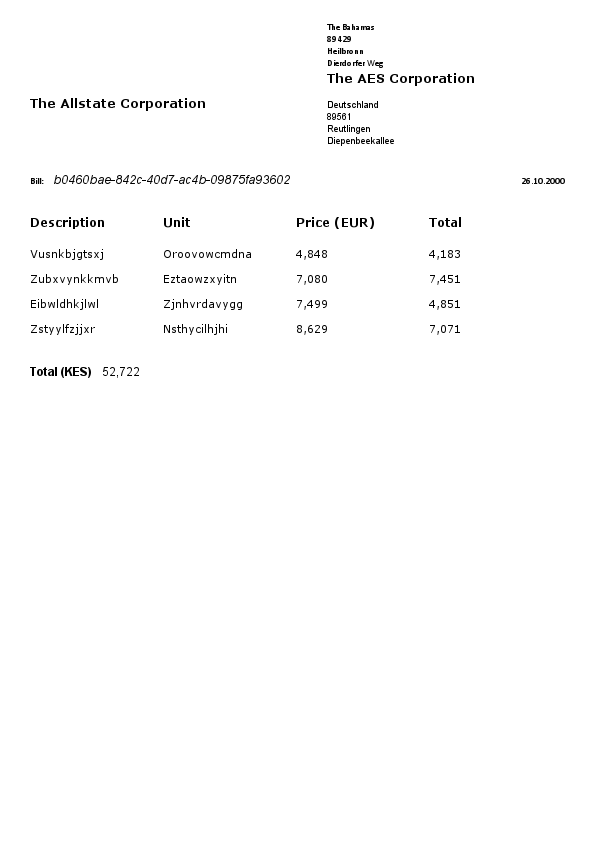 The Bahamas
89429
Heilbronn
Dierdorfer Weg
The AES Corporation
The Allstate Corporation
Deutschland
89561
Reutlingen
Diepenbeekallee
Bill: b0460bae-842c-40d7-ac4b-09875fa93602 26.10.2000
Description Unit Price (EUR) Total
Vusnkbjgtsxj Oroovowcmdna 4,848 4,183
Zubxvynkkmvb Eztaowzxyitn 7,080 7,451
Eibwldhkjlwl Zjnhvrdavygg 7,499 4,851
Zstyylfzjjxr Nsthycilhjhi 8,629 7,071
Total (KES) 52,722